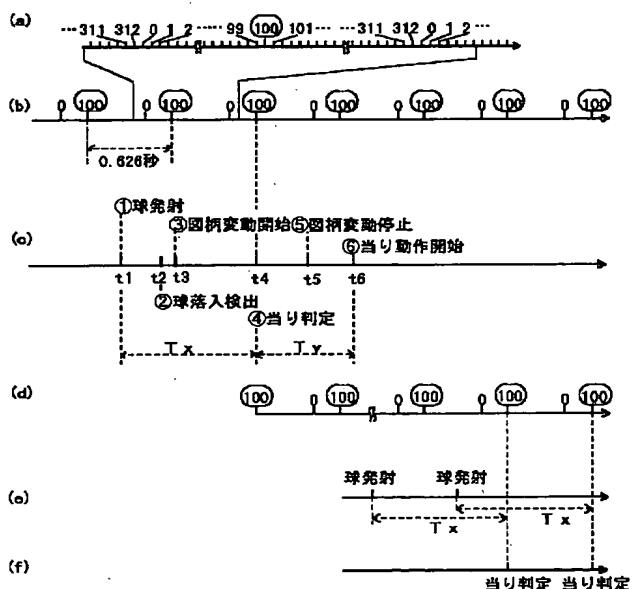 (a)
···· 311 312 0 1 2 ···· 99 100 101 ···· 311 312 0 1 2 ····
(b)
0 100 0 100 0 100 0 100 0 100 0 100 0 100
0.626秒
①球発射
③図柄変動開始 ⑤図柄変動停止
(c)
⑥当り動作開始
t1 t2 t3 t4 t5 t6
②球落入検出
④当り判定
Tx Ty
(d)
100 0 100 0 100 0 100 0 100
球発射 球発射
(e)
Tx Tx
(f)
当り判定 当り判定